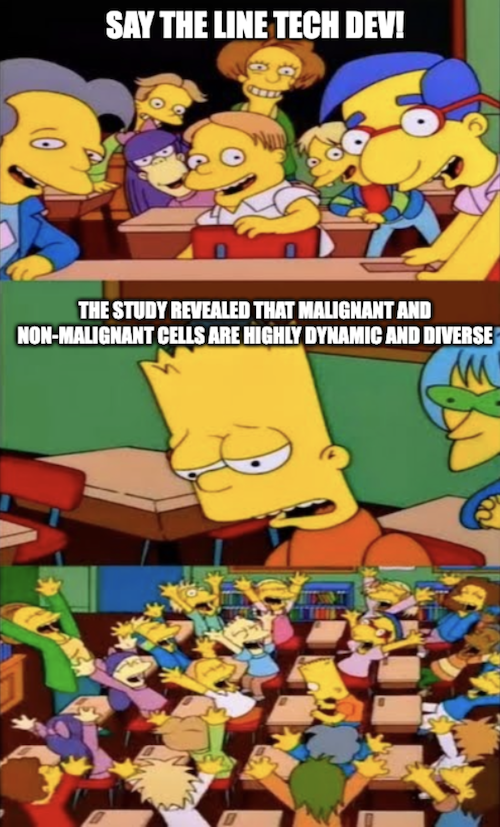 SAY THE LINE TECH DEV!
THE STUDY REVEALED THAT MALIGNANT AND
NON-MALIGNANT CELLS ARE HIGHLY DYNAMIC AND DIVERSE